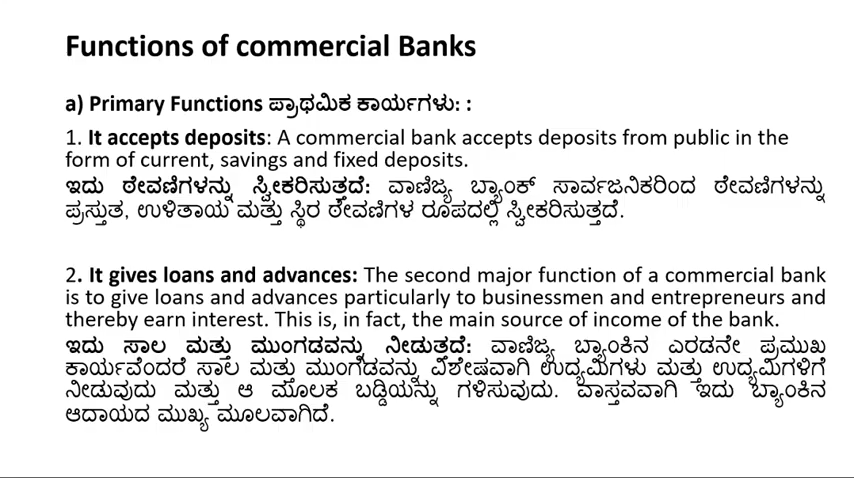 Functions of commercial Banks
a) Primary Functions ಪ್ರಾಥಮಿಕ ಕಾರ್ಯಗಳು: :
1. It accepts deposits: A commercial bank accepts deposits from public in the
form of current, savings and fixed deposits.
ಇದು ಠೇವಣಿಗಳನ್ನು ಸ್ವೀಕರಿಸುತ್ತದೆ: ವಾಣಿಜ್ಯ ಬ್ಯಾಂಕ್ ಸಾರ್ವಜನಿಕರಿಂದ ಠೇವಣಿಗಳನ್ನು
ಪ್ರಸ್ತುತ, ಉಳಿತಾಯ ಮತ್ತು ಸ್ಥಿರ ಠೇವಣಿಗಳ ರೂಪದಲ್ಲಿ ಸ್ವೀಕರಿಸುತ್ತದೆ.
2. It gives loans and advances: The second major function of a commercial bank
is to give loans and advances particularly to businessmen and entrepreneurs and
thereby earn interest. This is, in fact, the main source of income of the bank.
ಇದು ಸಾಲ ಮತ್ತು ಮುಂಗಡವನ್ನು ನೀಡುತ್ತದೆ: ವಾಣಿಜ್ಯ ಬ್ಯಾಂಕಿನ ಎರಡನೇ ಪ್ರಮುಖ
ಕಾರ್ಯವೆಂದರೆ ಸಾಲ ಮತ್ತು ಮುಂಗಡವನ್ನು ವಿಶೇಷವಾಗಿ ಉದ್ಯಮಿಗಳು ಮತ್ತು ಉದ್ಯಮಿಗಳಿಗೆ
ನೀಡುವುದು ಮತ್ತು ಆ ಮೂಲಕ ಬಡ್ಡಿಯನ್ನು ಗಳಿಸುವುದು. ವಾಸ್ತವವಾಗಿ ಇದು ಬ್ಯಾಂಕಿನ
ಆದಾಯದ ಮುಖ್ಯ ಮೂಲವಾಗಿದೆ.